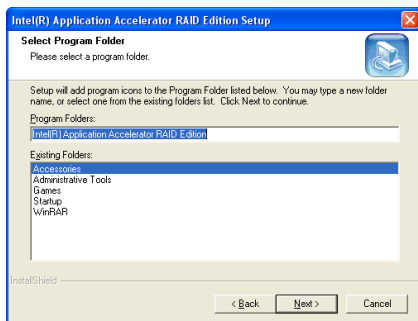 Intel(R) Application Accelerator RAID Edition Setup
Select Program Folder
Please select a program folder.
Setup will add program icons to the Program Folder listed below. You may type a new folder
name, or select one from the existing folders list. Click Next to continue.
Program Folders:
Intel(R) Application Accelerator RAID Edition
Existing Folders:
Accessories
Administrative Tools
Games
Startup
WinRAR
InstallShield
< Back
Next >
Cancel